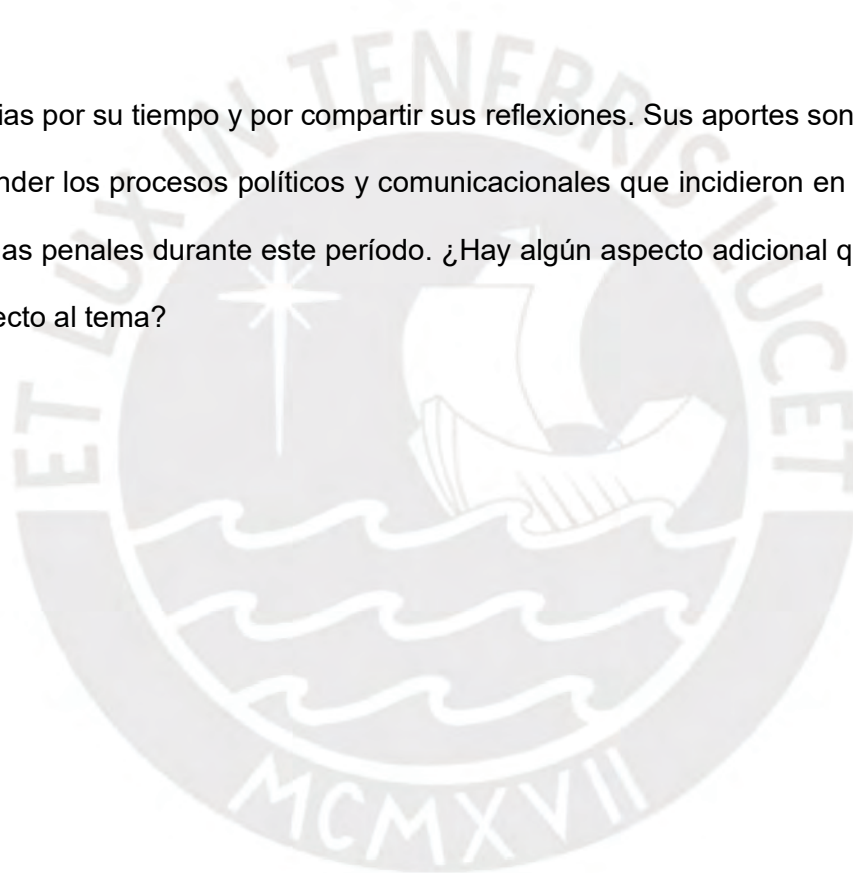 ias por su tiempo y por compartir sus reflexiones. Sus aportes son
nder los procesos políticos y comunicacionales que incidieron en
as penales durante este período. ¿Hay algún aspecto adicional q
ecto al tema?
ET LUX IN TENEBRIS LUCET
MCMXVII